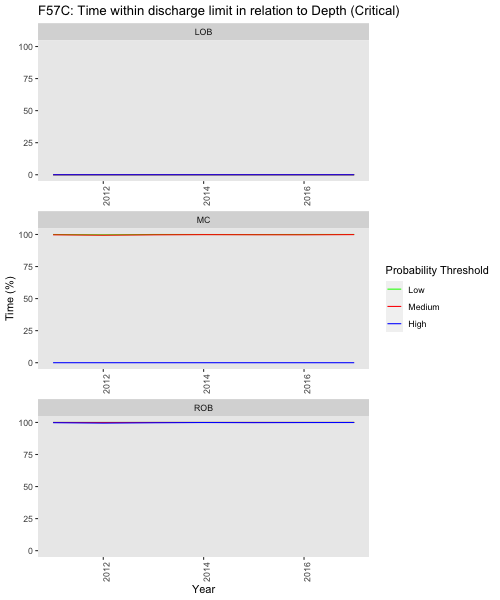 F57C: Time within discharge limit in relation to Depth (Critical)
LOB
100
75
50
25
0
2012
2014
2016
MC
100
75
50
25
0
2012
2014
2016
ROB
100
75
50
25
0
2012
2014
2016
Time (%)
Year
Probability Threshold
Low
Medium
High